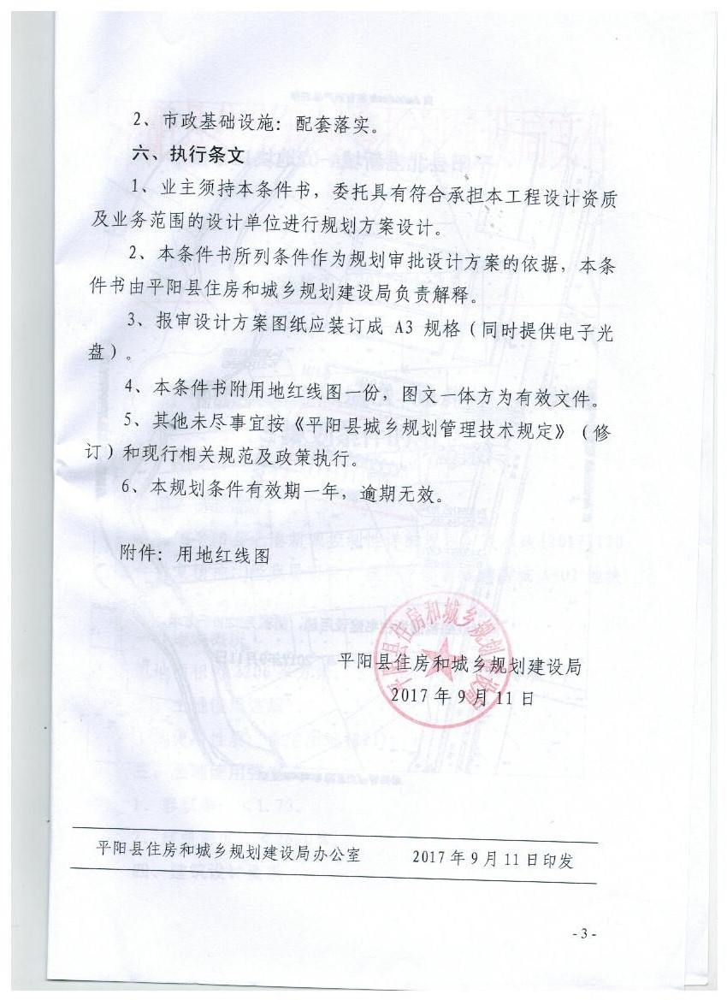 2、市政基础设施：配套落实。
六、执行条文
1、业主须持本条件书，委托具有符合承担本工程设计资质
及业务范围的设计单位进行规划方案设计。
2、本条件书所列条件作为规划审批设计方案的依据，本条
件书由平阳县住房和城乡规划建设局负责解释。
3、报审设计方案图纸应装订成 A3 规格（同时提供电子光
盘）。
4、本条件书附用地红线图一份，图文一体方为有效文件。
5、其他未尽事宜按《平阳县城乡规划管理技术规定》（修
订）和现行相关规范及政策执行。
6、本规划条件有效期一年，逾期无效。
附件：用地红线图
平阳县住房和城乡规划建设局
平阳县住房和城乡规划建设局
2017 年 9 月 11 日
平阳县住房和城乡规划建设局办公室 2017 年 9 月 11 日印发
- 3 -